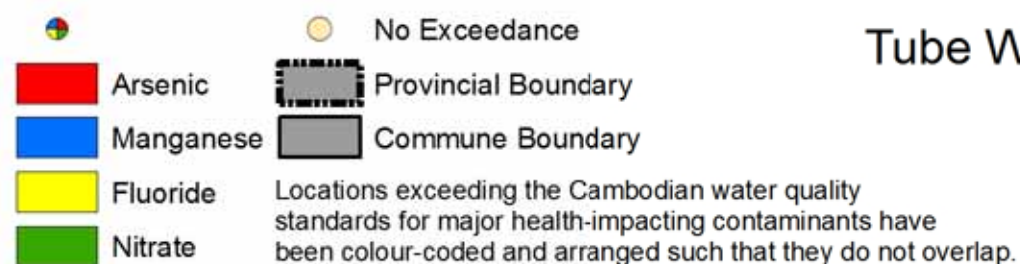 No Exceedance
Tube W
Arsenic
Provincial Boundary
Manganese
Commune Boundary
Fluoride
Nitrate
Locations exceeding the Cambodian water quality
standards for major health-impacting contaminants have
been colour-coded and arranged such that they do not overlap.